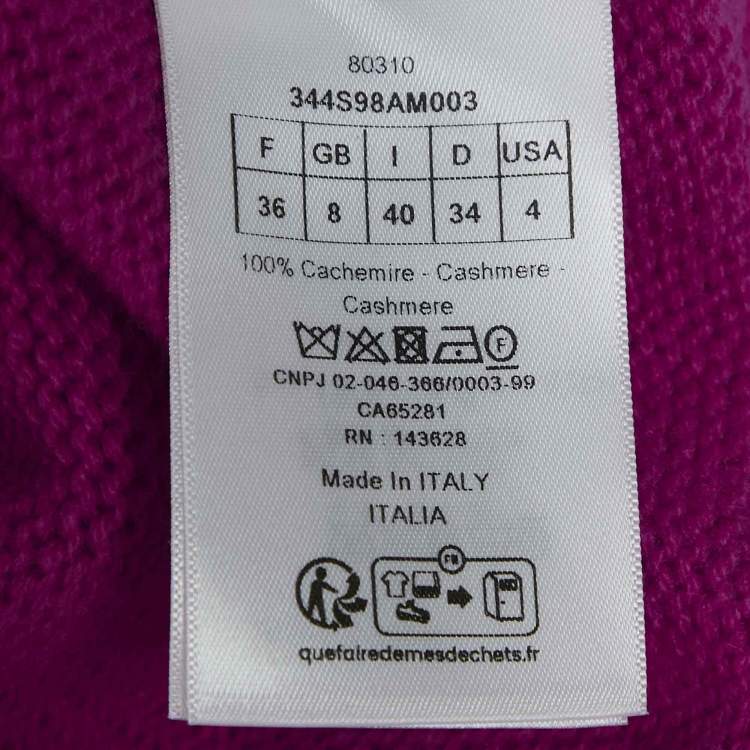 80310
344S98AM003
F GB I D USA
36 8 40 34 4
100% Cachemire - Cashmere -
Cashmere
F
CNPJ 02-046-366/0003-99
CA65281
RN : 143628
Made In ITALY
ITALIA
FR
quefairedemesdechets.fr